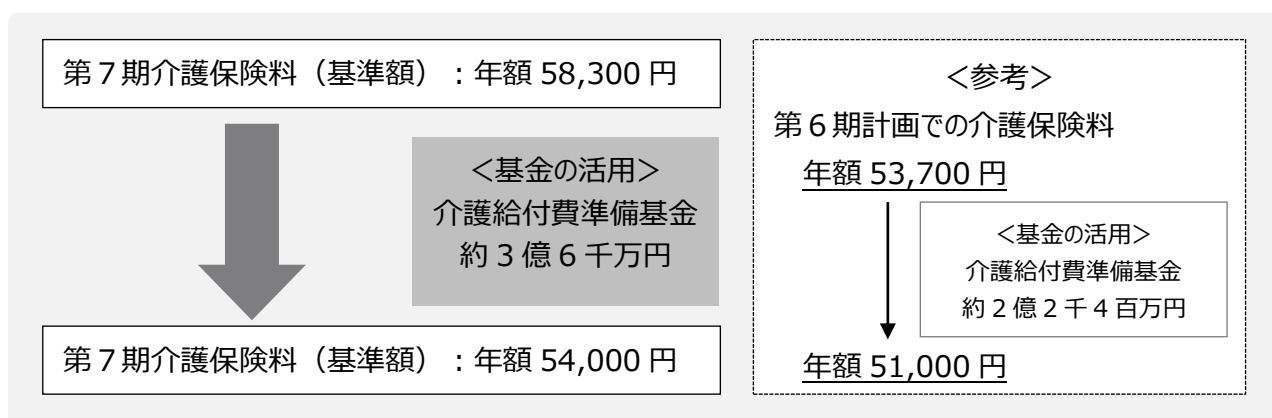 第７期介護保険料（基準額）：年額 58,300 円
＜基金の活用＞
介護給付費準備基金
約３億６千万円
第７期介護保険料（基準額）：年額 54,000 円
＜参考＞
第６期計画での介護保険料
年額 53,700 円
＜基金の活用＞
介護給付費準備基金
約２億２千４百万円
年額 51,000 円